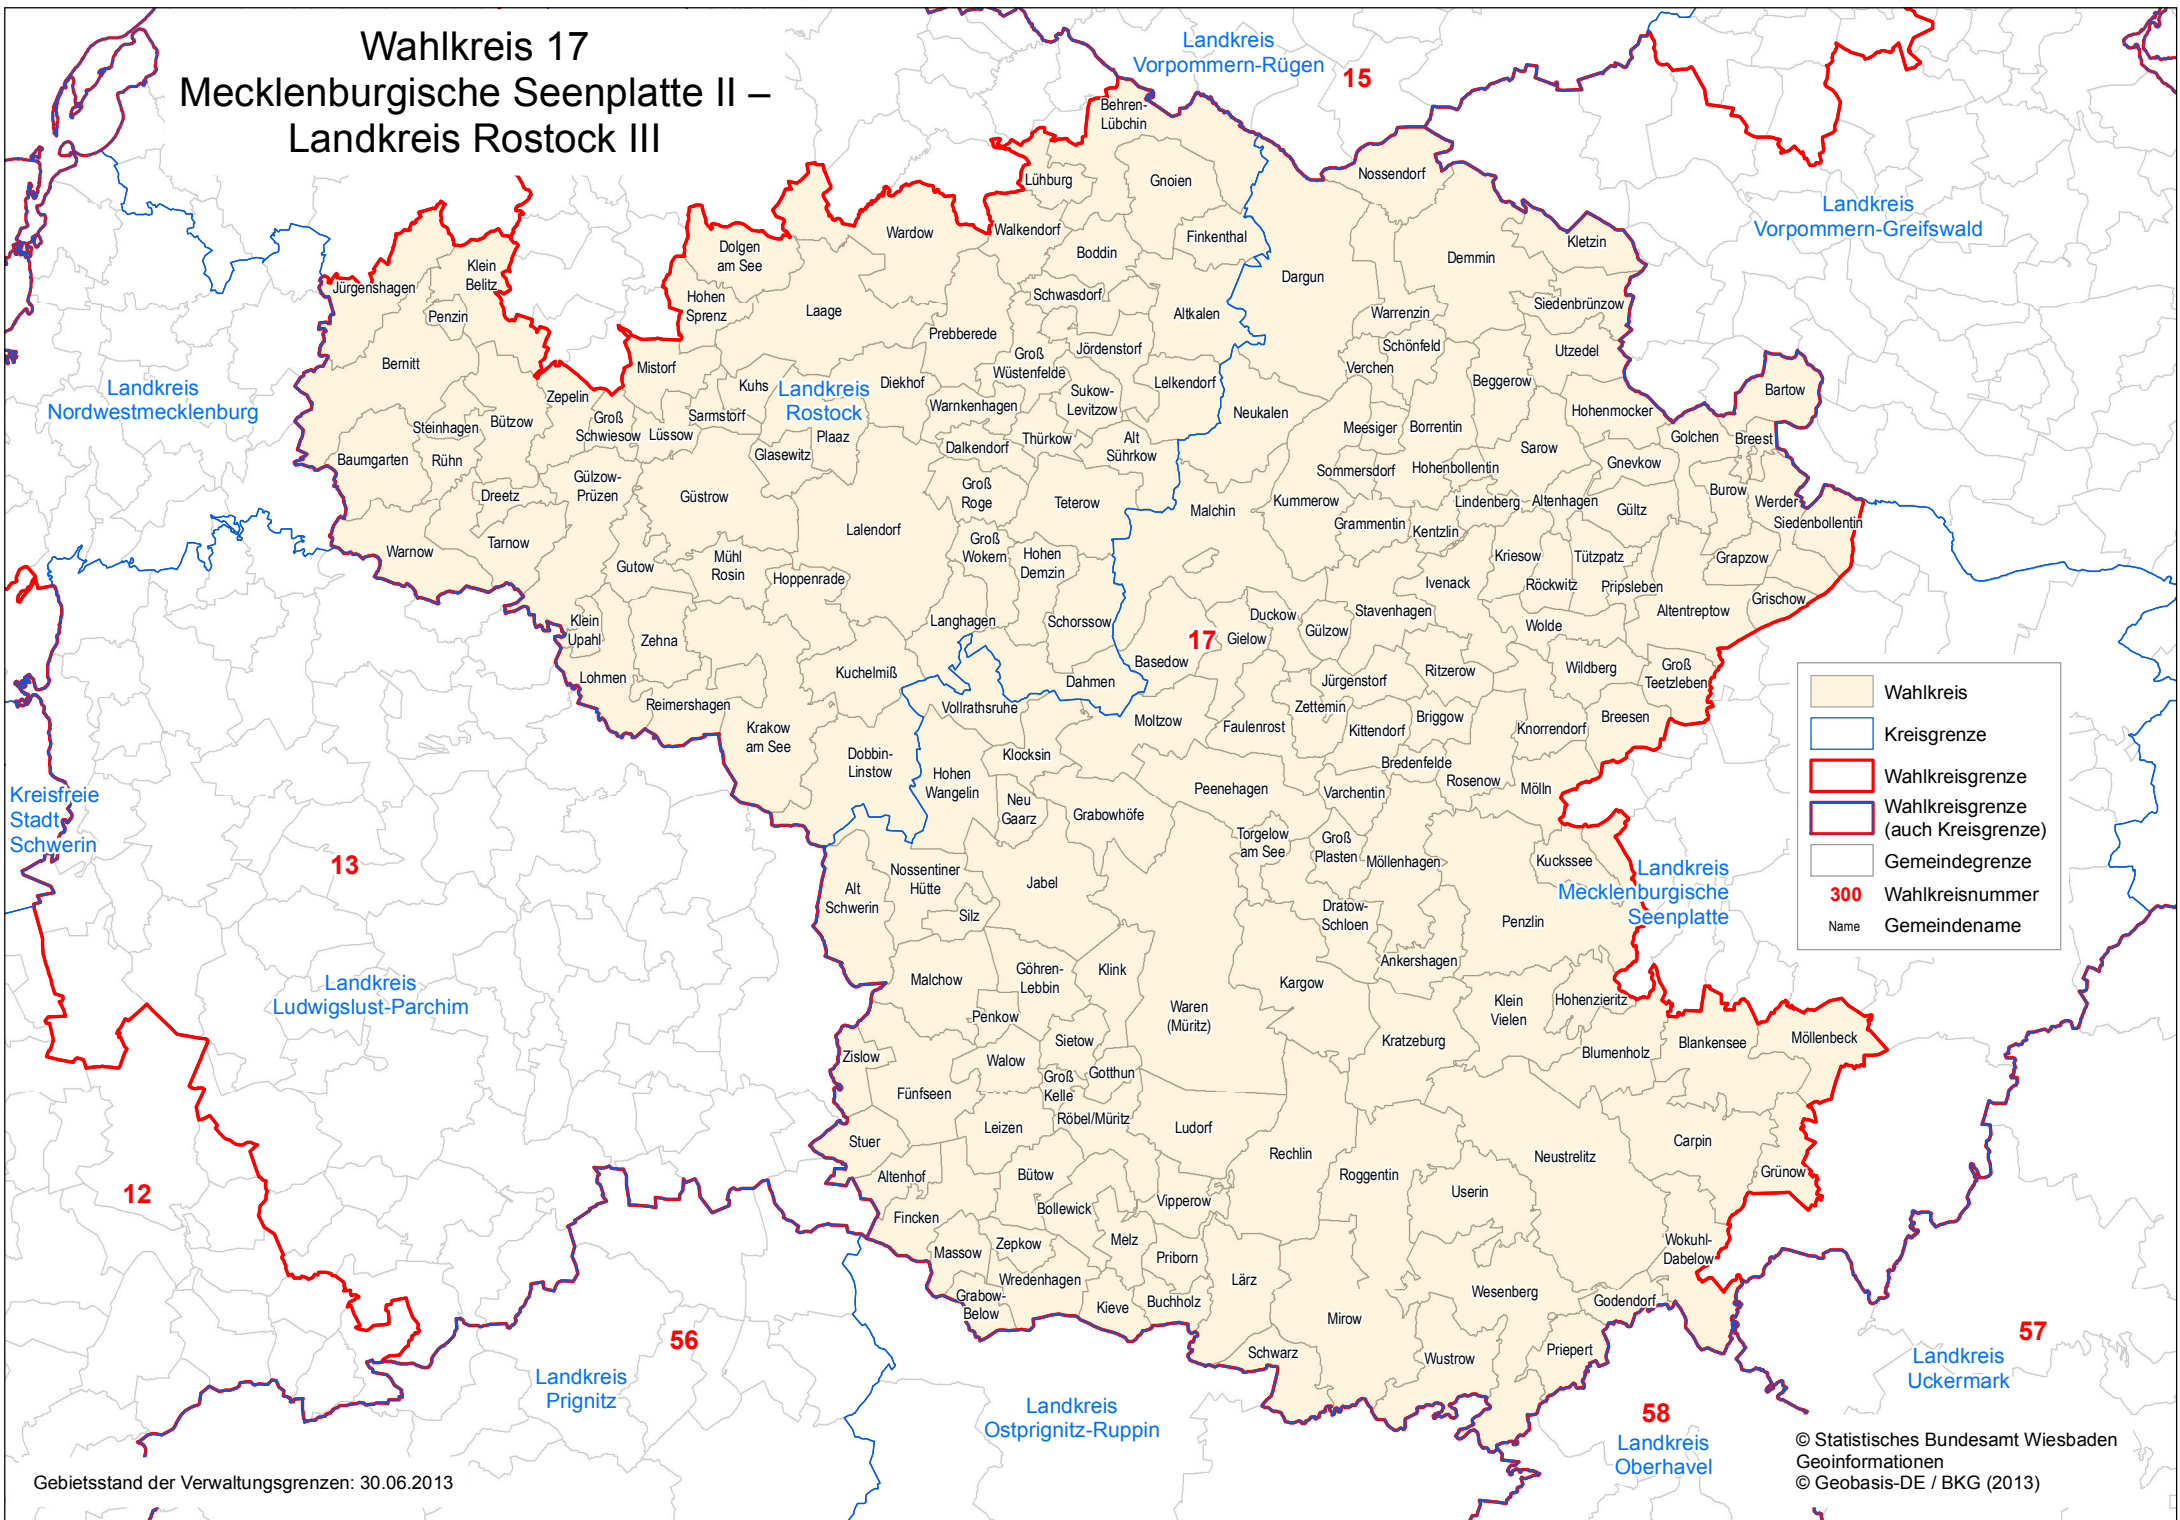 Wahlkreis 17
Mecklenburgische Seenplatte II –
Landkreis Rostock III
Landkreis
Vorpommern-Rügen
15
Landkreis
Vorpommern-Greifswald
Landkreis
Nordwestmecklenburg
Landkreis
Rostock
Kreisfreie
Stadt
Schwerin
13
Landkreis
Ludwigslust-Parchim
12
56
Landkreis
Prignitz
Landkreis
Ostprignitz-Ruppin
58
Landkreis
Oberhavel
57
Landkreis
Uckermark
Landkreis
Mecklenburgische
Seenplatte
17
Behren-
Lübchin
Lühburg
Gnoien
Nossendorf
Wardow
Walkendorf
Finkenthal
Boddin
Dolgen
am See
Kletzin
Demmin
Klein
Belitz
Jürgenshagen
Dargun
Hohen
Sprenz
Schwasdorf
Siedenbrünzow
Penzin
Laage
Altkalen
Warrenzin
Prebberede
Schönfeld
Jördenstorf
Utzedel
Bernitt
Groß
Wüstenfelde
Mistorf
Verchen
Kuhs
Diekhof
Lelkendorf
Beggerow
Bartow
Zepelin
Sukow-
Levitzow
Warnkenhagen
Neukalen
Hohenmocker
Sarmstorf
Groß
Schwiesow
Lüssow
Steinhagen
Bützow
Plaaz
Meesiger
Borrentin
Golchen
Breest
Thürkow
Alt
Sührkow
Dalkendorf
Sarow
Glasewitz
Baumgarten
Rühn
Gnevkow
Sommersdorf
Hohenbollentin
Gülzow-
Prüzen
Groß
Roge
Burow
Dreetz
Güstrow
Teterow
Malchin
Kummerow
Lindenberg
Altenhagen
Gültz
Werder
Siedenbollentin
Grammentin
Kentzlin
Lalendorf
Tarnow
Warnow
Groß
Wokern
Hohen
Demzin
Mühl
Rosin
Gutow
Hoppenrade
Kriesow
Tützpatz
Grapzow
Ivenack
Röckwitz
Pripsleben
Grischow
Stavenhagen
Altentreptow
Duckow
Klein
Upahl
Langhagen
Schorssow
Gülzow
Wolde
Gielow
Zehna
Basedow
Wildberg
Groß
Teetzleben
Ritzerow
Kuchelmiß
Lohmen
Dahmen
Jürgenstorf
Reimershagen
Vollrathsruhe
Zettemin
Moltzow
Briggow
Breesen
Faulenrost
Kittendorf
Knorrendorf
Krakow
am See
Klocksin
Dobbin-
Linstow
Bredenfelde
Hohen
Wangelin
Rosenow
Peenehagen
Varchentin
Mölln
Neu
Gaarz
Grabowhöfe
Torgelow
am See
Groß
Plasten
Möllenhagen
Kuckssee
Nossentiner
Hütte
Jabel
Alt
Schwerin
Silz
Dratow-
Schloen
Penzlin
Ankershagen
Malchow
Göhren-
Lebbin
Klink
Kargow
Waren
(Müritz)
Klein
Vielen
Hohenzieritz
Penkow
Sietow
Kratzeburg
Blankensee
Möllenbeck
Zislow
Walow
Blumenholz
Groß
Kelle
Gotthun
Fünfseen
Röbel/Müritz
Leizen
Ludorf
Stuer
Carpin
Rechlin
Neustrelitz
Grünow
Altenhof
Bütow
Roggentin
Userin
Vipperow
Bollewick
Fincken
Melz
Massow
Zepkow
Priborn
Wokuhl-
Dabelow
Wredenhagen
Lärz
Grabow-
Below
Kieve
Buchholz
Wesenberg
Godendorf
Mirow
Schwarz
Wustrow
Priepert
Wahlkreis
Kreisgrenze
Wahlkreisgrenze
Wahlkreisgrenze
(auch Kreisgrenze)
Gemeindegrenze
300 Wahlkreisnummer
Name Gemeindename
Gebietsstand der Verwaltungsgrenzen: 30.06.2013
© Statistisches Bundesamt Wiesbaden
Geoinformationen
© Geobasis-DE / BKG (2013)